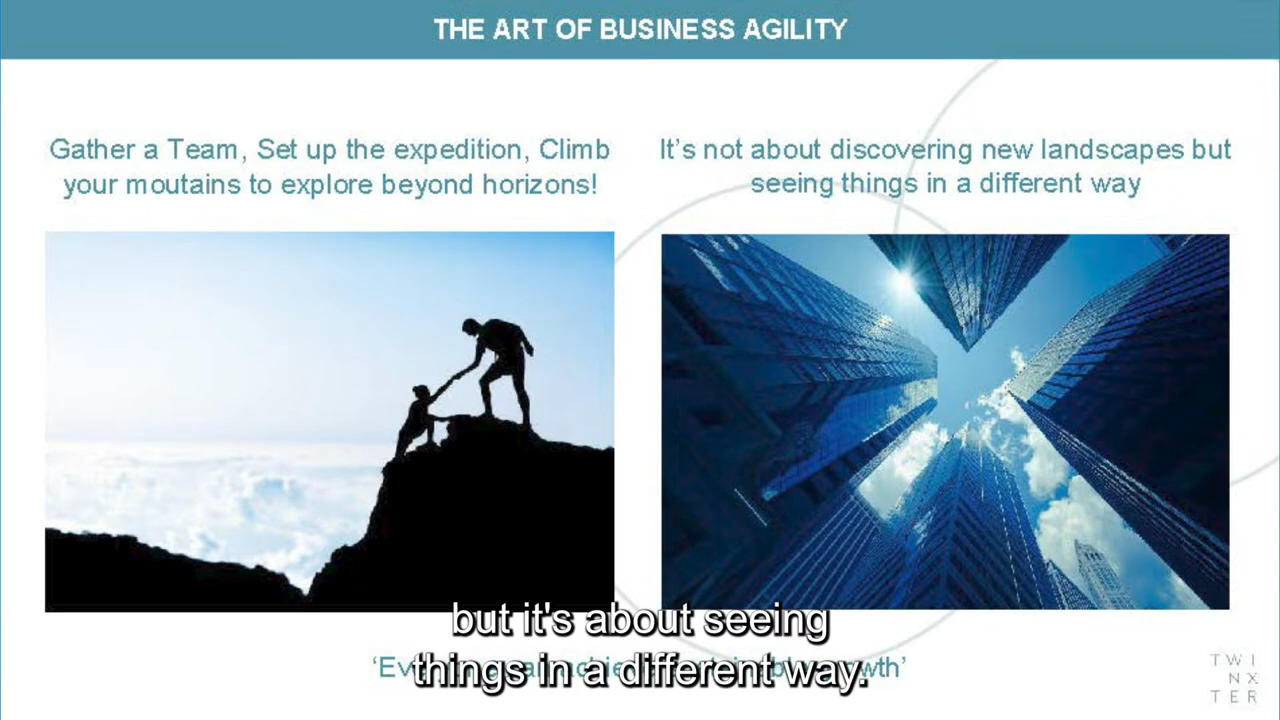 THE ART OF BUSINESS AGILITY
Gather a Team, Set up the expedition, Climb
your moutains to explore beyond horizons!
It's not about discovering new landscapes but
seeing things in a different way
but it's about seeing
things in a different way.
TWI
NX
TER